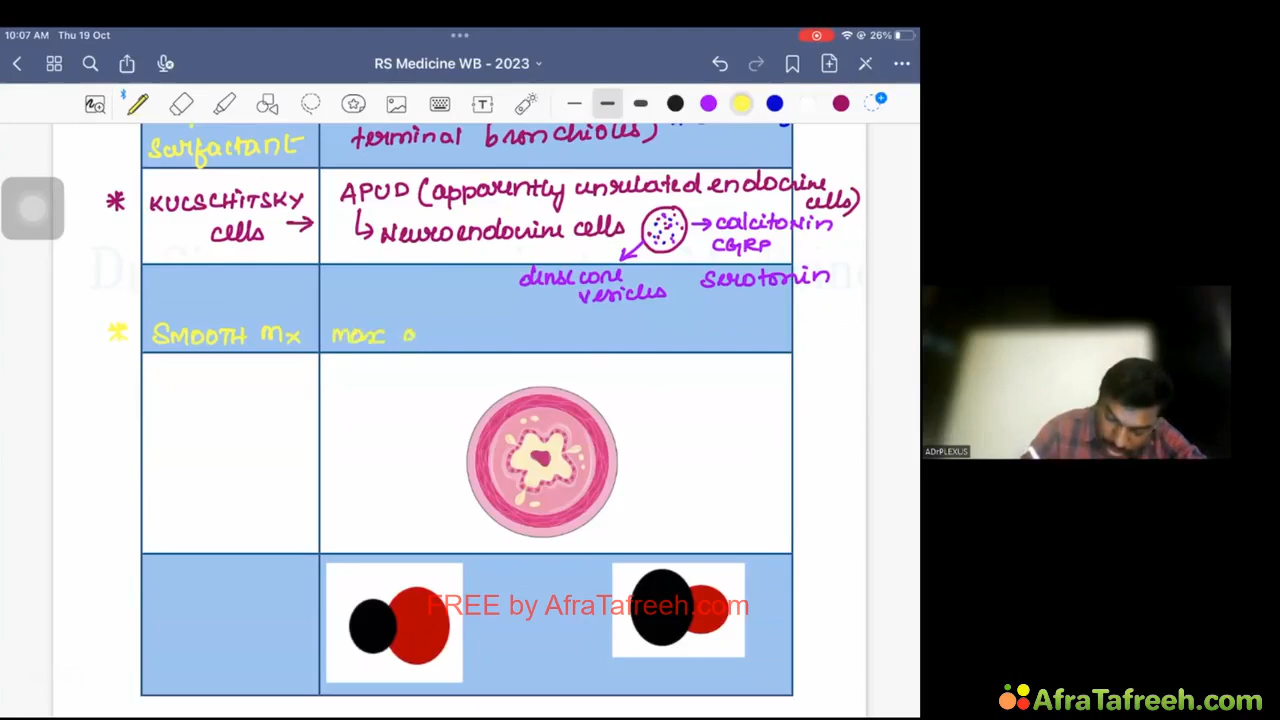 10:07 AM Thu 19 Oct
26%
RS Medicine WB - 2023
terminal bronchioles)
Surfactant
* KULSCHITSKY cells → APUD (apparently unrelated endocrine cells)
↳ Neuroendocrine cells → calcitonin
CGRP
dense core vesicles
serotonin
* SMOOTH Mx max o
ADrPLEXUS
FREE by AfraTafreeh.com
AfraTafreeh.com